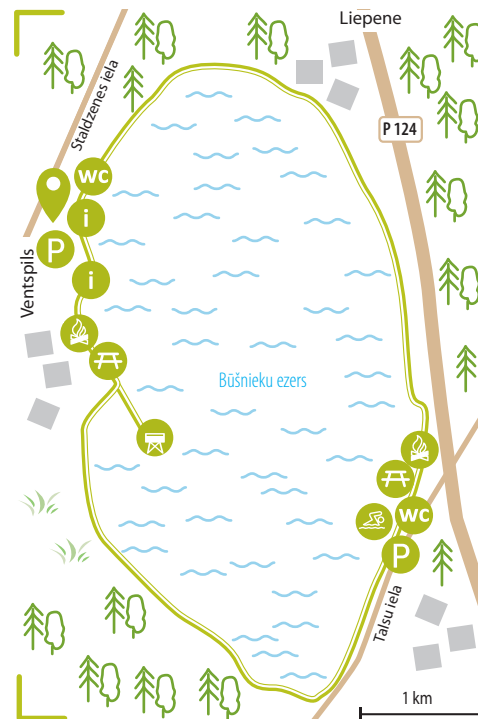 Liepene
Staldzenes iela
P 124
wc
i
P
Ventspils
i
Būšnieku ezers
wc
P
Talsu iela
1 km